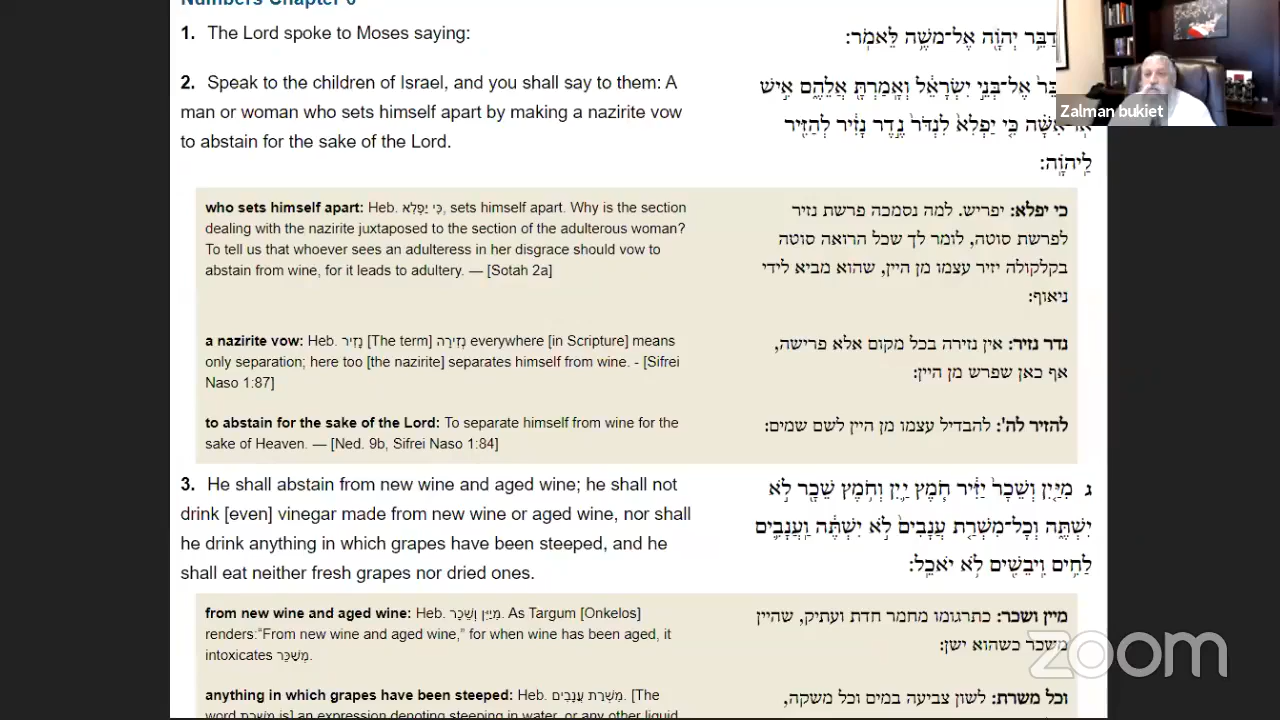 Numbers Chapter 6
1. The Lord spoke to Moses saying:
דַבֵּר יְהֹוָה אֶל־משֶׁה לֵּאמֹר:
2. Speak to the children of Israel, and you shall say to them: A
man or woman who sets himself apart by making a nazirite vow
to abstain for the sake of the Lord.
אֶל־בְּנֵי יִשְׂרָאֵל וְאָמַרְתָּ אֲלֵהֶם אִישׁ
אִשָּׁה כִּי יַפְלִא לִנְדֹּר נֶדֶר נָזִיר לְהַזִּיר
לַיהֹוָה:
Zalman bukiet
who sets himself apart: Heb. כִּי יַפְלִא, sets himself apart. Why is the section
dealing with the nazirite juxtaposed to the section of the adulterous woman?
To tell us that whoever sees an adulteress in her disgrace should vow to
abstain from wine, for it leads to adultery. — [Sotah 2a]
כי יפלא: יפריש. למה נסמכה פרשת נזיר
לפרשת סוטה, לומר לך שכל הרואה סוטה
בקלקולה יזיר עצמו מן היין, שהוא מביא לידי
ניאוף:
a nazirite vow: Heb. נָזִיר [The term] נְזִירָה everywhere [in Scripture] means
only separation; here too [the nazirite] separates himself from wine. - [Sifrei
Naso 1:87]
נדר נזיר: אין נזירה בכל מקום אלא פרישה,
אף כאן שפרש מן היין:
to abstain for the sake of the Lord: To separate himself from wine for the
sake of Heaven. — [Ned. 9b, Sifrei Naso 1:84]
להזיר לה': להבדיל עצמו מן היין לשם שמים:
3. He shall abstain from new wine and aged wine; he shall not
drink [even] vinegar made from new wine or aged wine, nor shall
he drink anything in which grapes have been steeped, and he
shall eat neither fresh grapes nor dried ones.
ג מִיַּיִן וְשֵׁכָר יַזִּיר חֹמֶץ יַיִן וְחֹמֶץ שֵׁכָר לֹא
יִשְׁתֶּה וְכָל־מִשְׁרַת עֲנָבִים לֹא יִשְׁתֶּה וַעֲנָבִים
לַחִים וִיבֵשִׁים לֹא יֹאכֵל:
from new wine and aged wine: Heb. מִיַּיִן וְשֵׁכָר. As Targum [Onkelos]
renders:“From new wine and aged wine,” for when wine has been aged, it
intoxicates מְשַׁכֵּר.
מיין ושכר: כתרגומו מחמר חדת ועתיק, שהיין
משכר כשהוא ישן:
anything in which grapes have been steeped: Heb. מִשְׁרַת עֲנָבִים. [The
word מִשְׁרַת is] an expression denoting steeping in water, or any other liquid.
וכל משרת: לשון צביעה במים וכל משקה,
zoom